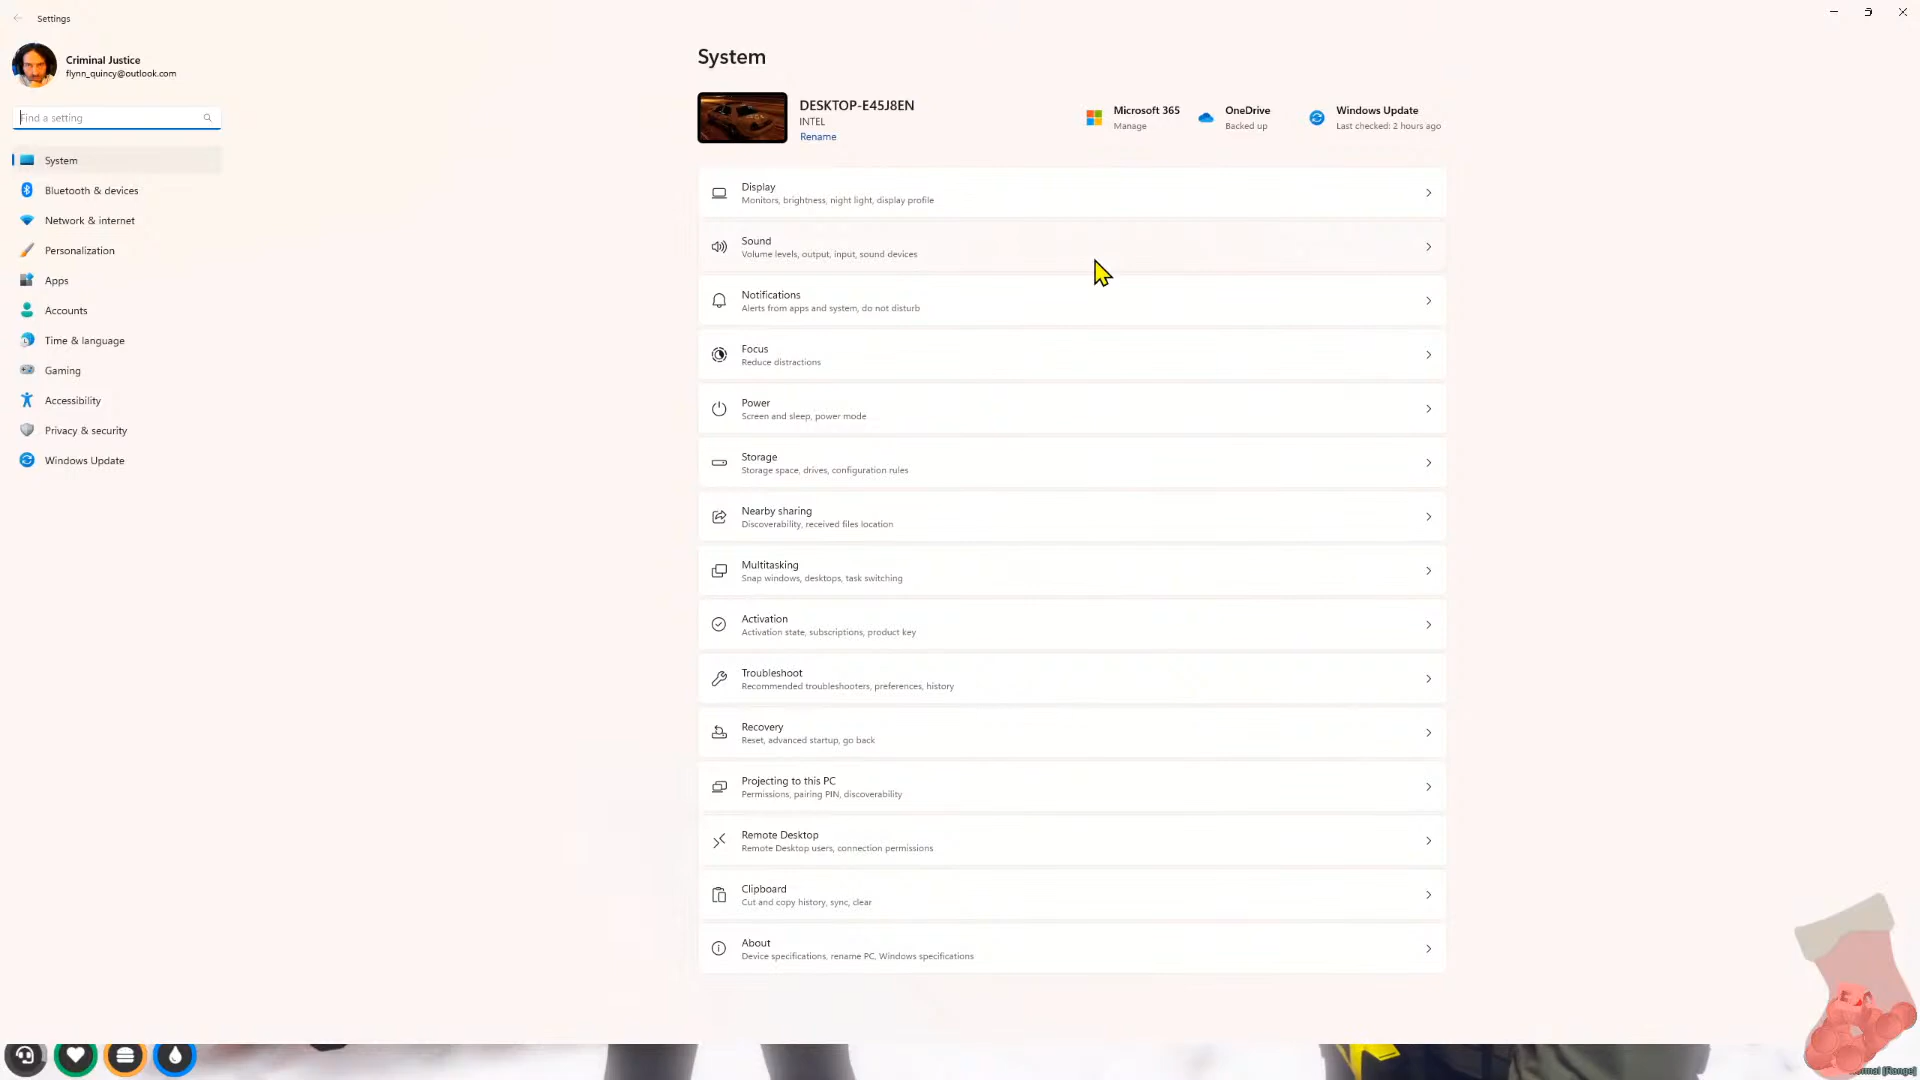 Settings
Criminal Justice
flynn_quincy@outlook.com
Find a setting
System
Bluetooth & devices
Network & internet
Personalization
Apps
Accounts
Time & language
Gaming
Accessibility
Privacy & security
Windows Update
System
DESKTOP-E45J8EN
INTEL
Rename
Microsoft 365
Manage
OneDrive
Backed up
Windows Update
Last checked: 2 hours ago
Display
Monitors, brightness, night light, display profile
Sound
Volume levels, output, input, sound devices
Notifications
Alerts from apps and system, do not disturb
Focus
Reduce distractions
Power
Screen and sleep, power mode
Storage
Storage space, drives, configuration rules
Nearby sharing
Discoverability, received files location
Multitasking
Snap windows, desktops, task switching
Activation
Activation state, subscriptions, product key
Troubleshoot
Recommended troubleshooters, preferences, history
Recovery
Reset, advanced startup, go back
Projecting to this PC
Permissions, pairing PIN, discoverability
Remote Desktop
Remote Desktop users, connection permissions
Clipboard
Cut and copy history, sync, clear
About
Device specifications, rename PC, Windows specifications
[Range]